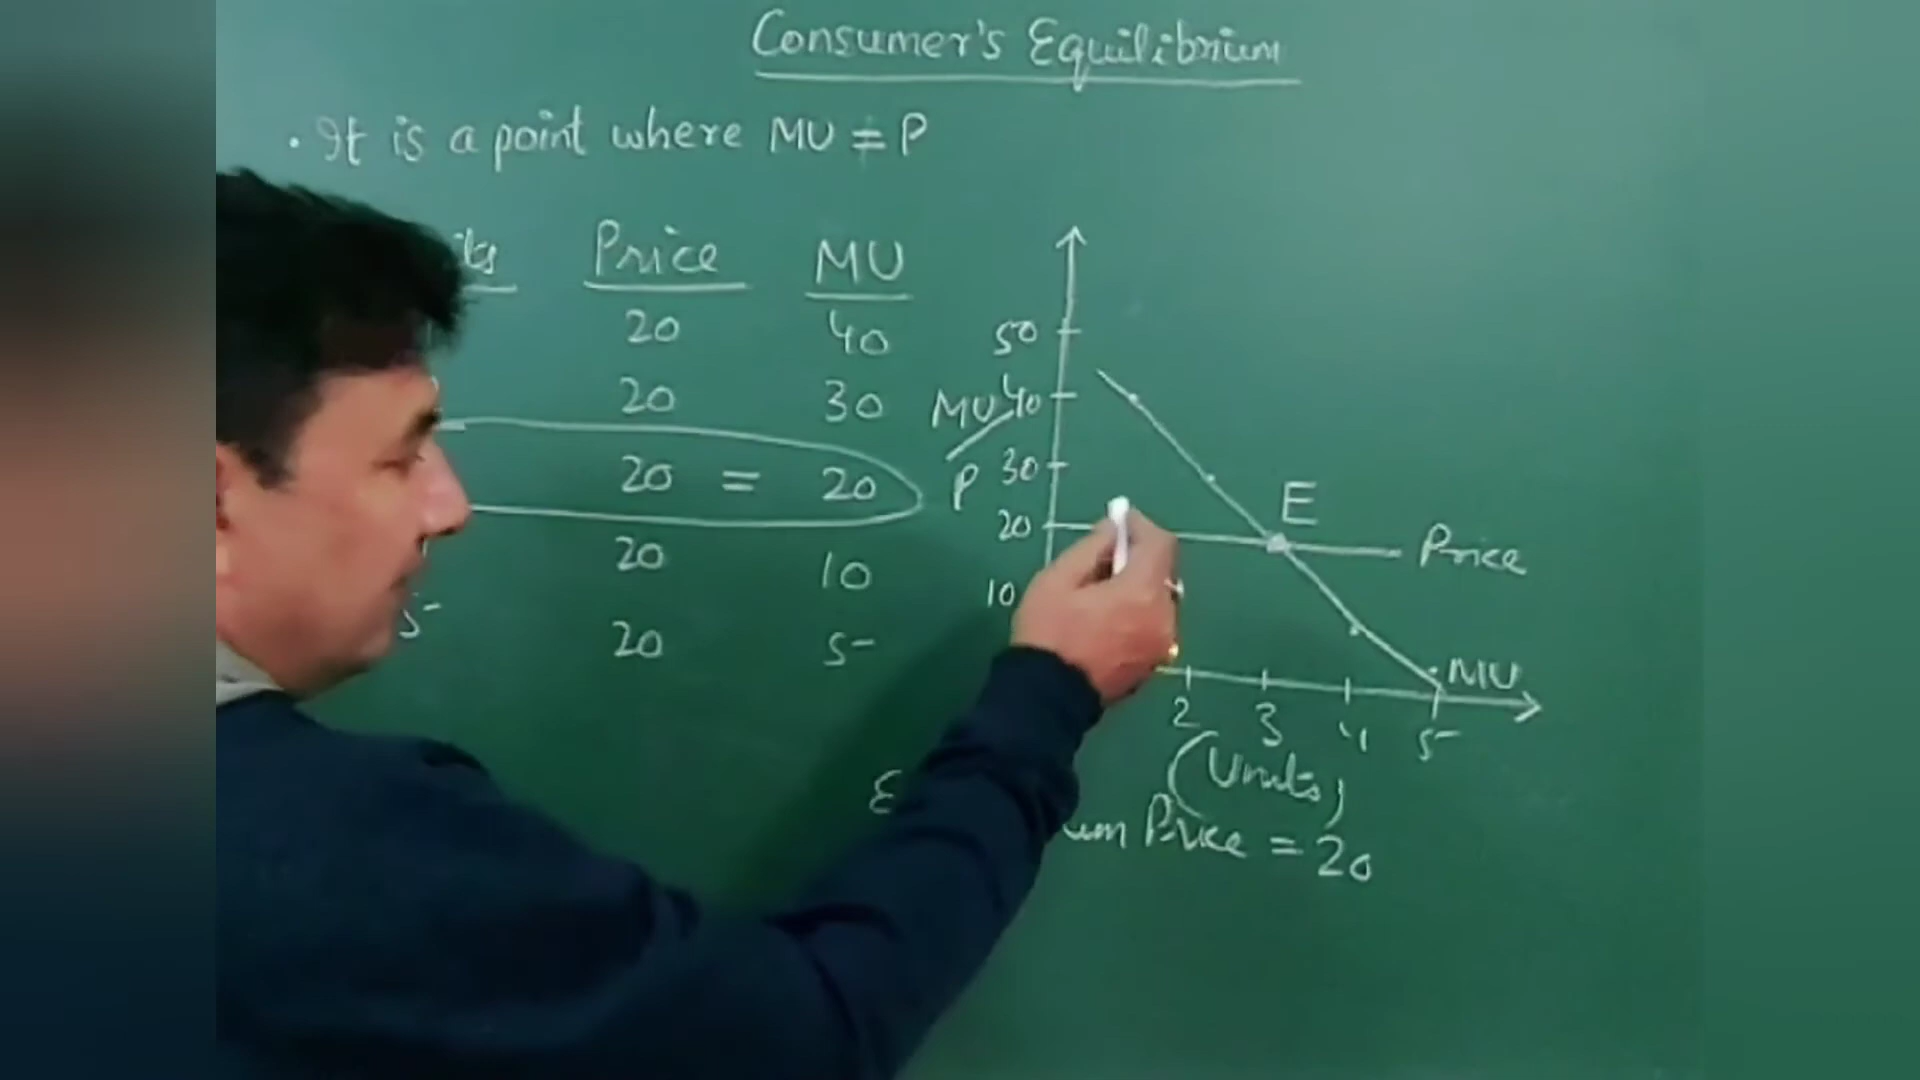 Consumer's Equilibrium
. It is a point where MU = P
Price MU
20 40
20 30
20 = 20
20 10
5 20 5
50
MU 40
P 30
20
10
E
Price
MU
2 3 4 5
(Units)
Price = 20